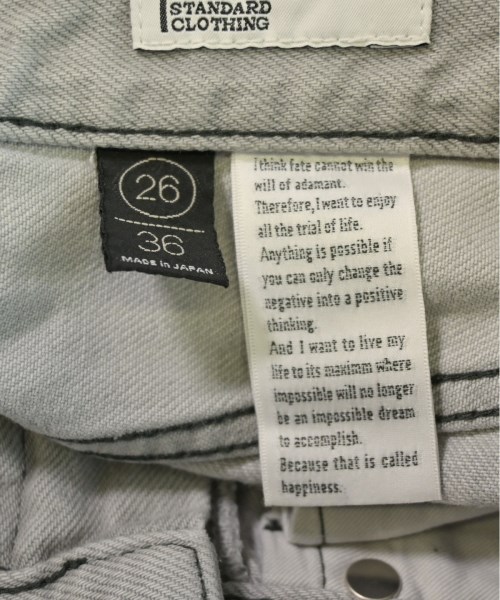 STANDARD
CLOTHING
26
36
MADE in JAPAN
I think fate cannot win the
will of adamant.
Therefore, I want to enjoy
all the trial of life.
Anything is possible if
you can only change the
negative into a positive
thinking.
And I want to live my
life to its maximm where
impossible will no longer
be an impossible dream
to accomplish.
Because that is called
happiness.